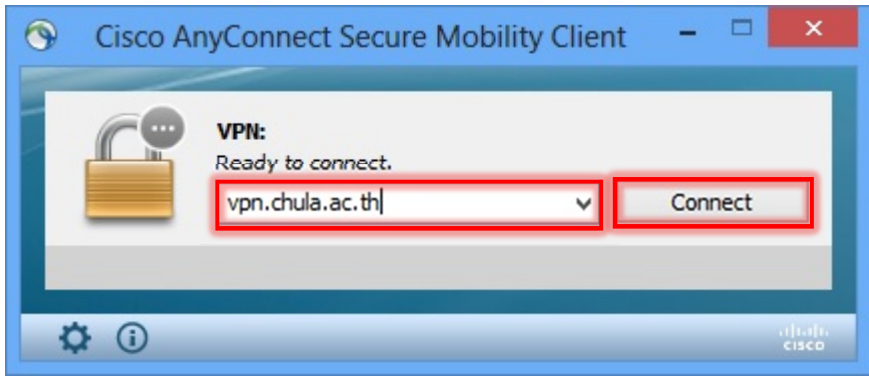 Cisco AnyConnect Secure Mobility Client
VPN:
Ready to connect.
vpn.chula.ac.th
Connect
CISCO